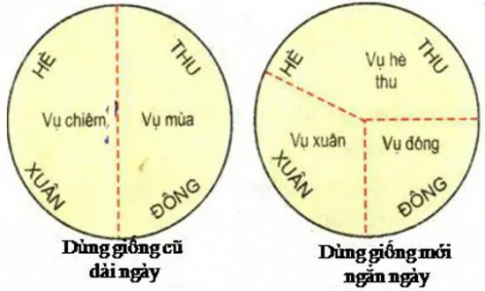 HÈ
THU
Vụ chiêm
Vụ mùa
XUÂN
ĐÔNG
Dùng giống cũ
dài ngày
HÈ
THU
Vụ hè
thu
Vụ xuân
Vụ đông
XUÂN
ĐÔNG
Dùng giống mới
ngắn ngày